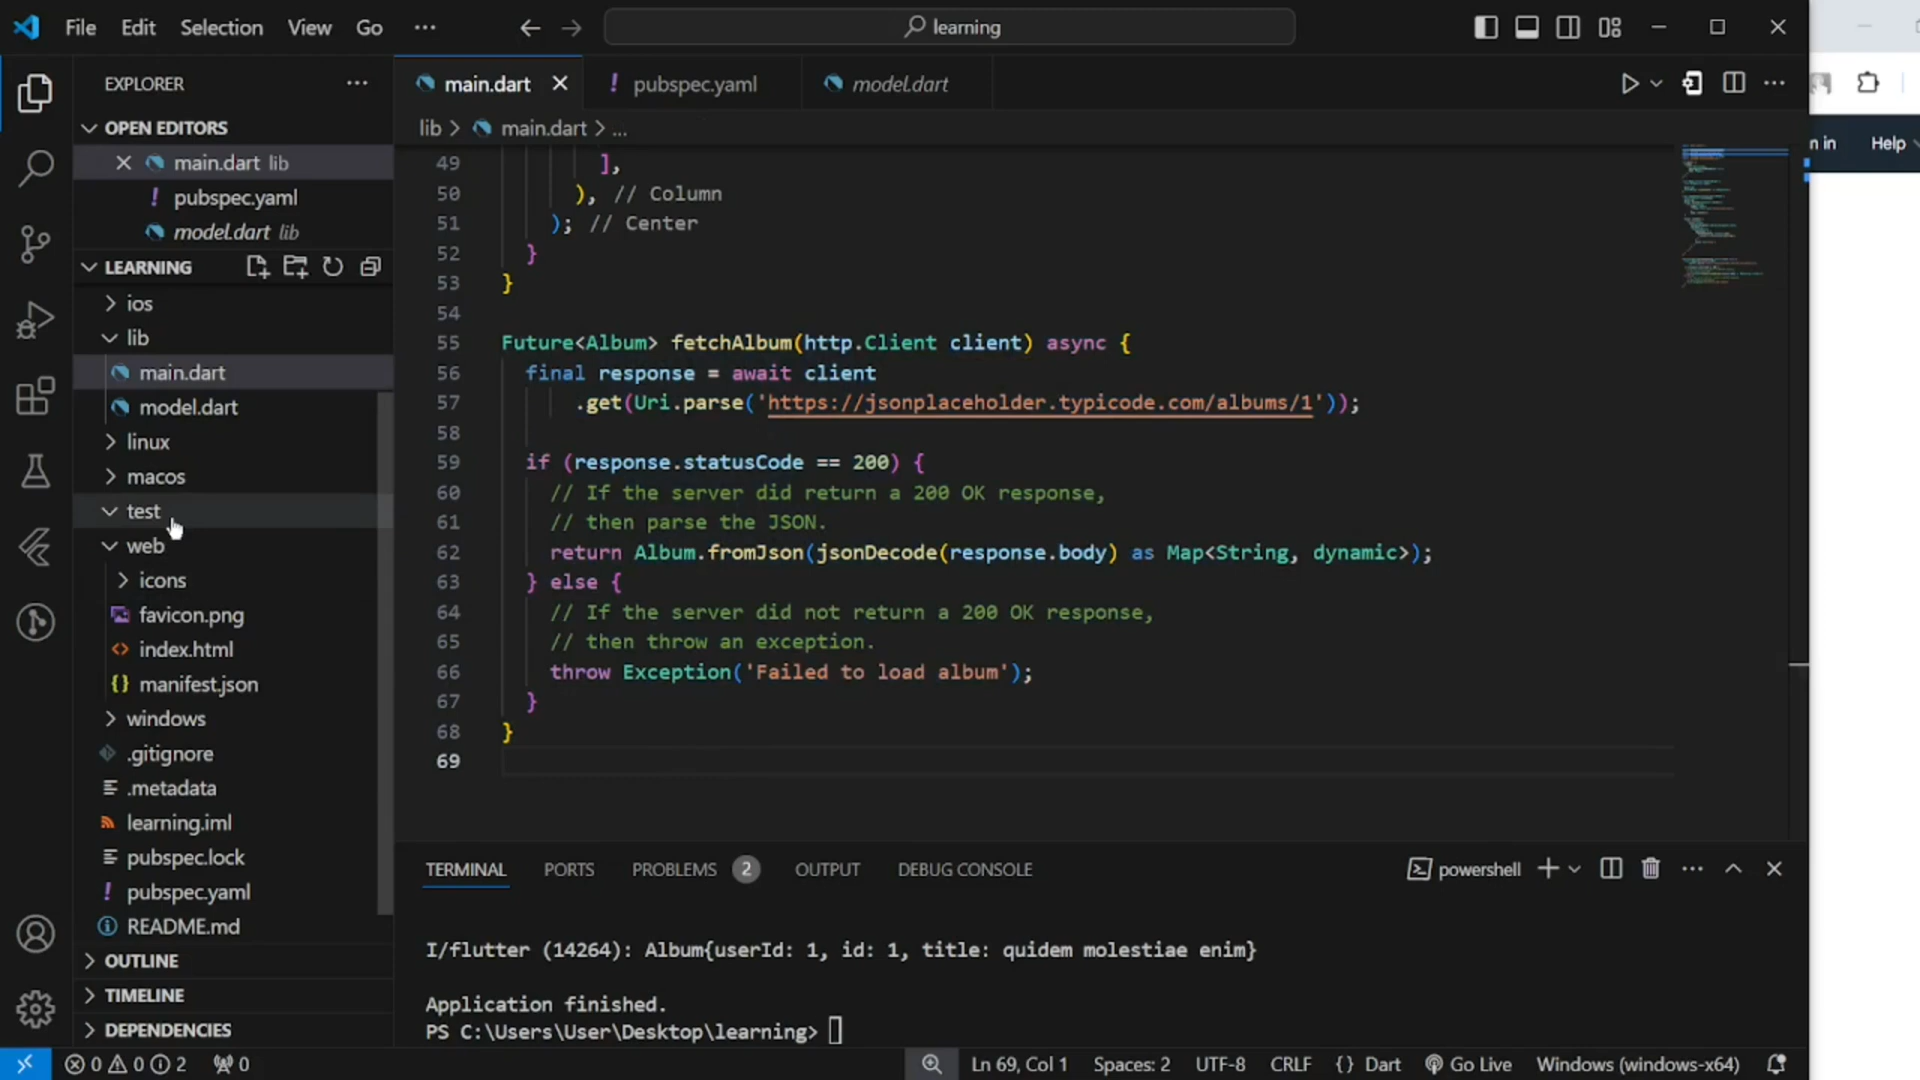 File Edit View Go ···
learning
EXPLORER ···
OPEN EDITORS
main.dart lib
! pubspec.yaml
model.dart lib
LEARNING
ios
lib
main.dart
model.dart
linux
macos
test
web
icons
favicon.png
<> index.html
{} manifest.json
windows
.gitignore
.metadata
learning.iml
pubspec.lock
! pubspec.yaml
README.md
OUTLINE
TIMELINE
DEPENDENCIES
main.dart
! pubspec.yaml
model.dart
lib > main.dart > ...
49 ],
50 ), // Column
51 ); // Center
52 }
53 }
54
55 Future<Album> fetchAlbum(http.Client client) async {
56 final response = await client
57 .get(Uri.parse('https://jsonplaceholder.typicode.com/albums/1'));
58
59 if (response.statusCode == 200) {
60 // If the server did return a 200 OK response,
61 // then parse the JSON.
62 return Album.fromJson(jsonDecode(response.body) as Map<String, dynamic>);
63 } else {
64 // If the server did not return a 200 OK response,
65 // then throw an exception.
66 throw Exception('Failed to load album');
67 }
68 }
69
TERMINAL PORTS PROBLEMS 2 OUTPUT DEBUG CONSOLE
powershell
I/flutter (14264): Album{userId: 1, id: 1, title: quidem molestiae enim}
Application finished.
PS C:\Users\User\Desktop\learning>
0 0 2 0
Ln 69, Col 1 Spaces: 2 UTF-8 CRLF {} Dart Go Live Windows (windows-x64)
n in Help